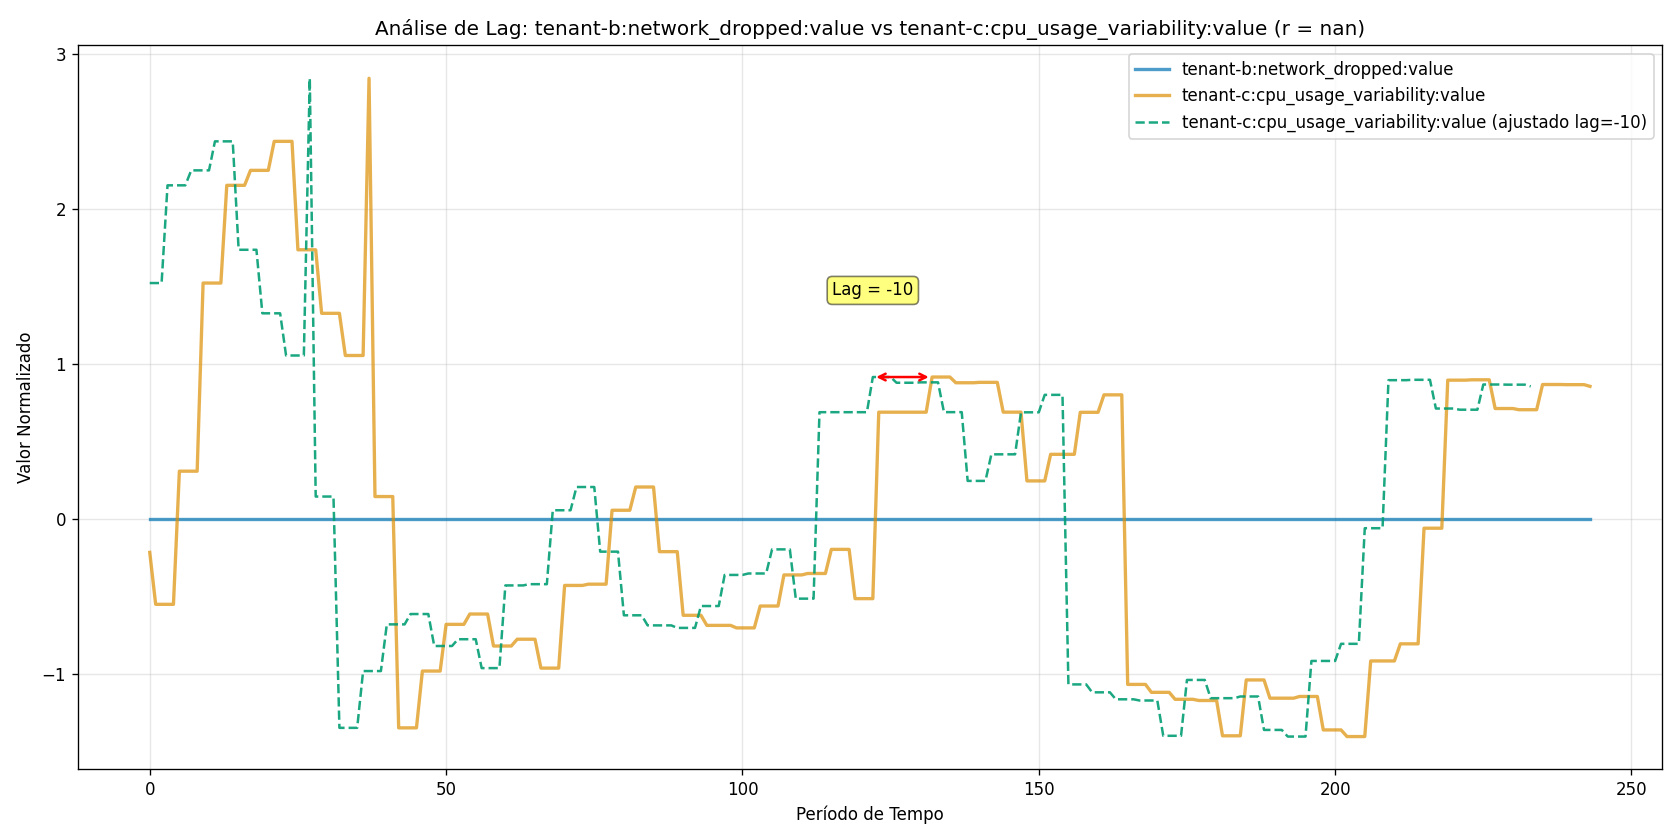 Análise de Lag: tenant-b:network_dropped:value vs tenant-c:cpu_usage_variability:value (r = nan)
tenant-b:network_dropped:value
tenant-c:cpu_usage_variability:value
tenant-c:cpu_usage_variability:value (ajustado lag=-10)
Lag = -10
Valor Normalizado
3
2
1
0
−1
0
50
100
150
200
250
Período de Tempo